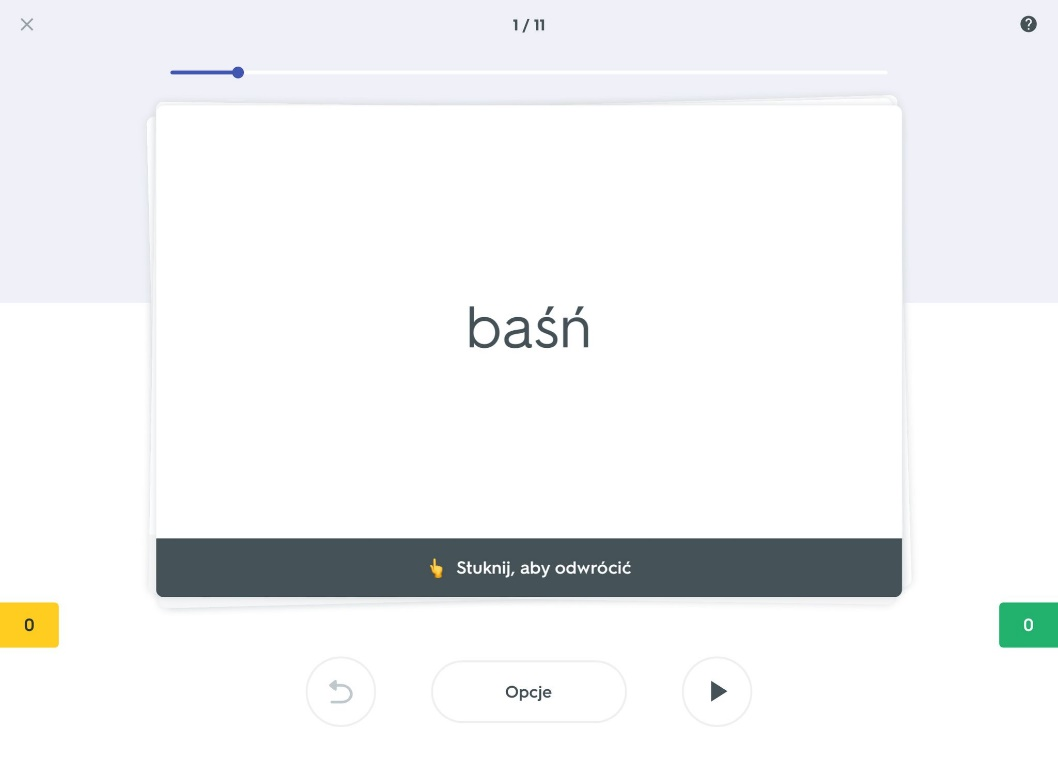 1 / 11
?
baśń
Stuknij, aby odwrócić
0
0
Opcje